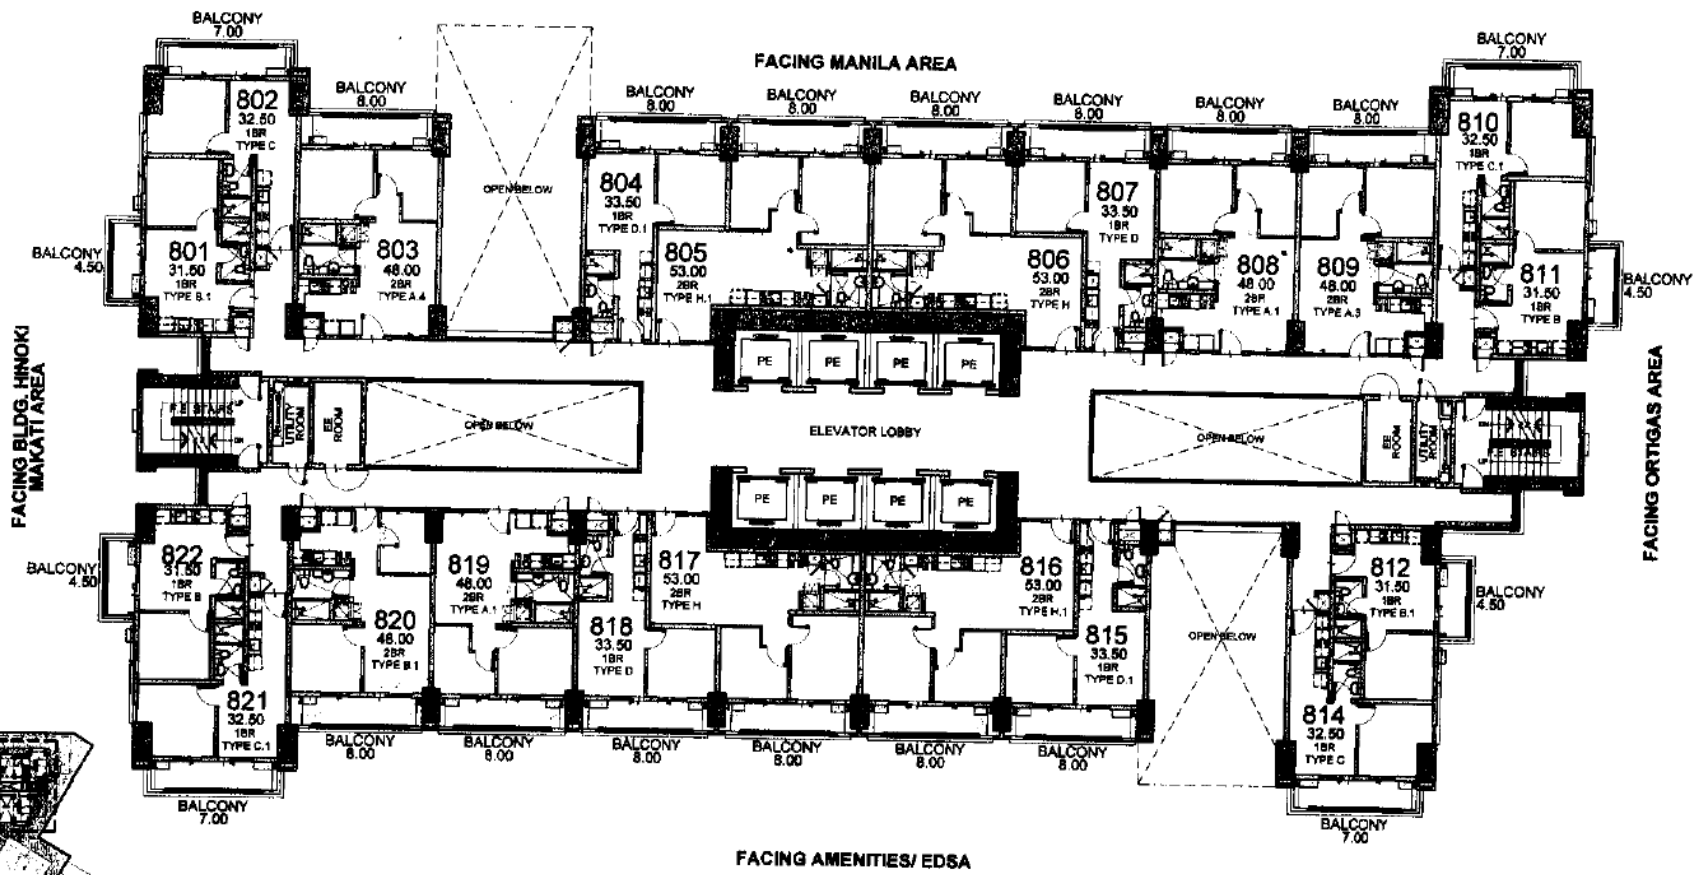 BALCONY
7.00
BALCONY
8.00
FACING MANILA AREA
BALCONY
8.00
BALCONY
8.00
BALCONY
8.00
BALCONY
8.00
BALCONY
8.00
BALCONY
8.00
BALCONY
7.00
802
32.50
1BR
TYPE C
OPEN BELOW
804
33.50
1BR
TYPE D.1
807
33.50
1BR
TYPE D
810
32.50
1BR
TYPE C.1
BALCONY
4.50
801
31.50
1BR
TYPE B.1
803
48.00
2BR
TYPE A.4
805
53.00
2BR
TYPE H.1
806
53.00
2BR
TYPE H
808
48.00
2BR
TYPE A.1
809
48.00
2BR
TYPE A.3
811
31.50
1BR
TYPE B
BALCONY
4.50
PE
PE
PE
PE
FACING BLDG. HINOKI
MAKATI AREA
F.E STAIRS
UP
DN
UTILITY
ROOM
EE
ROOM
OPEN BELOW
ELEVATOR LOBBY
OPEN BELOW
EE
ROOM
UTILITY
ROOM
DN
UP
F.E STAIRS
FACING ORTIGAS AREA
PE
PE
PE
PE
BALCONY
4.50
822
31.50
1BR
TYPE B
820
48.00
2BR
TYPE B.1
819
48.00
2BR
TYPE A.1
817
53.00
2BR
TYPE H
816
53.00
2BR
TYPE H.1
812
31.50
1BR
TYPE B.1
BALCONY
4.50
818
33.50
1BR
TYPE D
815
33.50
1BR
TYPE D.1
OPEN BELOW
821
32.50
1BR
TYPE C.1
814
32.50
1BR
TYPE C
BALCONY
8.00
BALCONY
8.00
BALCONY
8.00
BALCONY
8.00
BALCONY
8.00
BALCONY
8.00
BALCONY
7.00
BALCONY
7.00
FACING AMENITIES/ EDSA